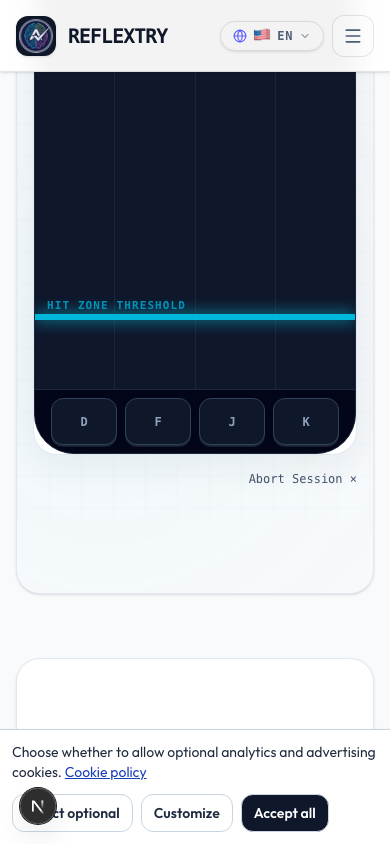 REFLEXTRY
EN
HIT ZONE THRESHOLD
D F J K
Abort Session ×
Choose whether to allow optional analytics and advertising
cookies. Cookie policy
N
optional Customize Accept all